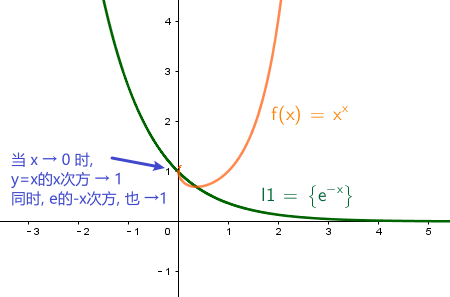 4
3
2
f(x) = x^x
当 x → 0 时,
y=x的x次方 → 1
同时, e的-x次方, 也 →1
1
l1 = {e^-x}
-3 -2 -1 0 1 2 3 4 5
-1